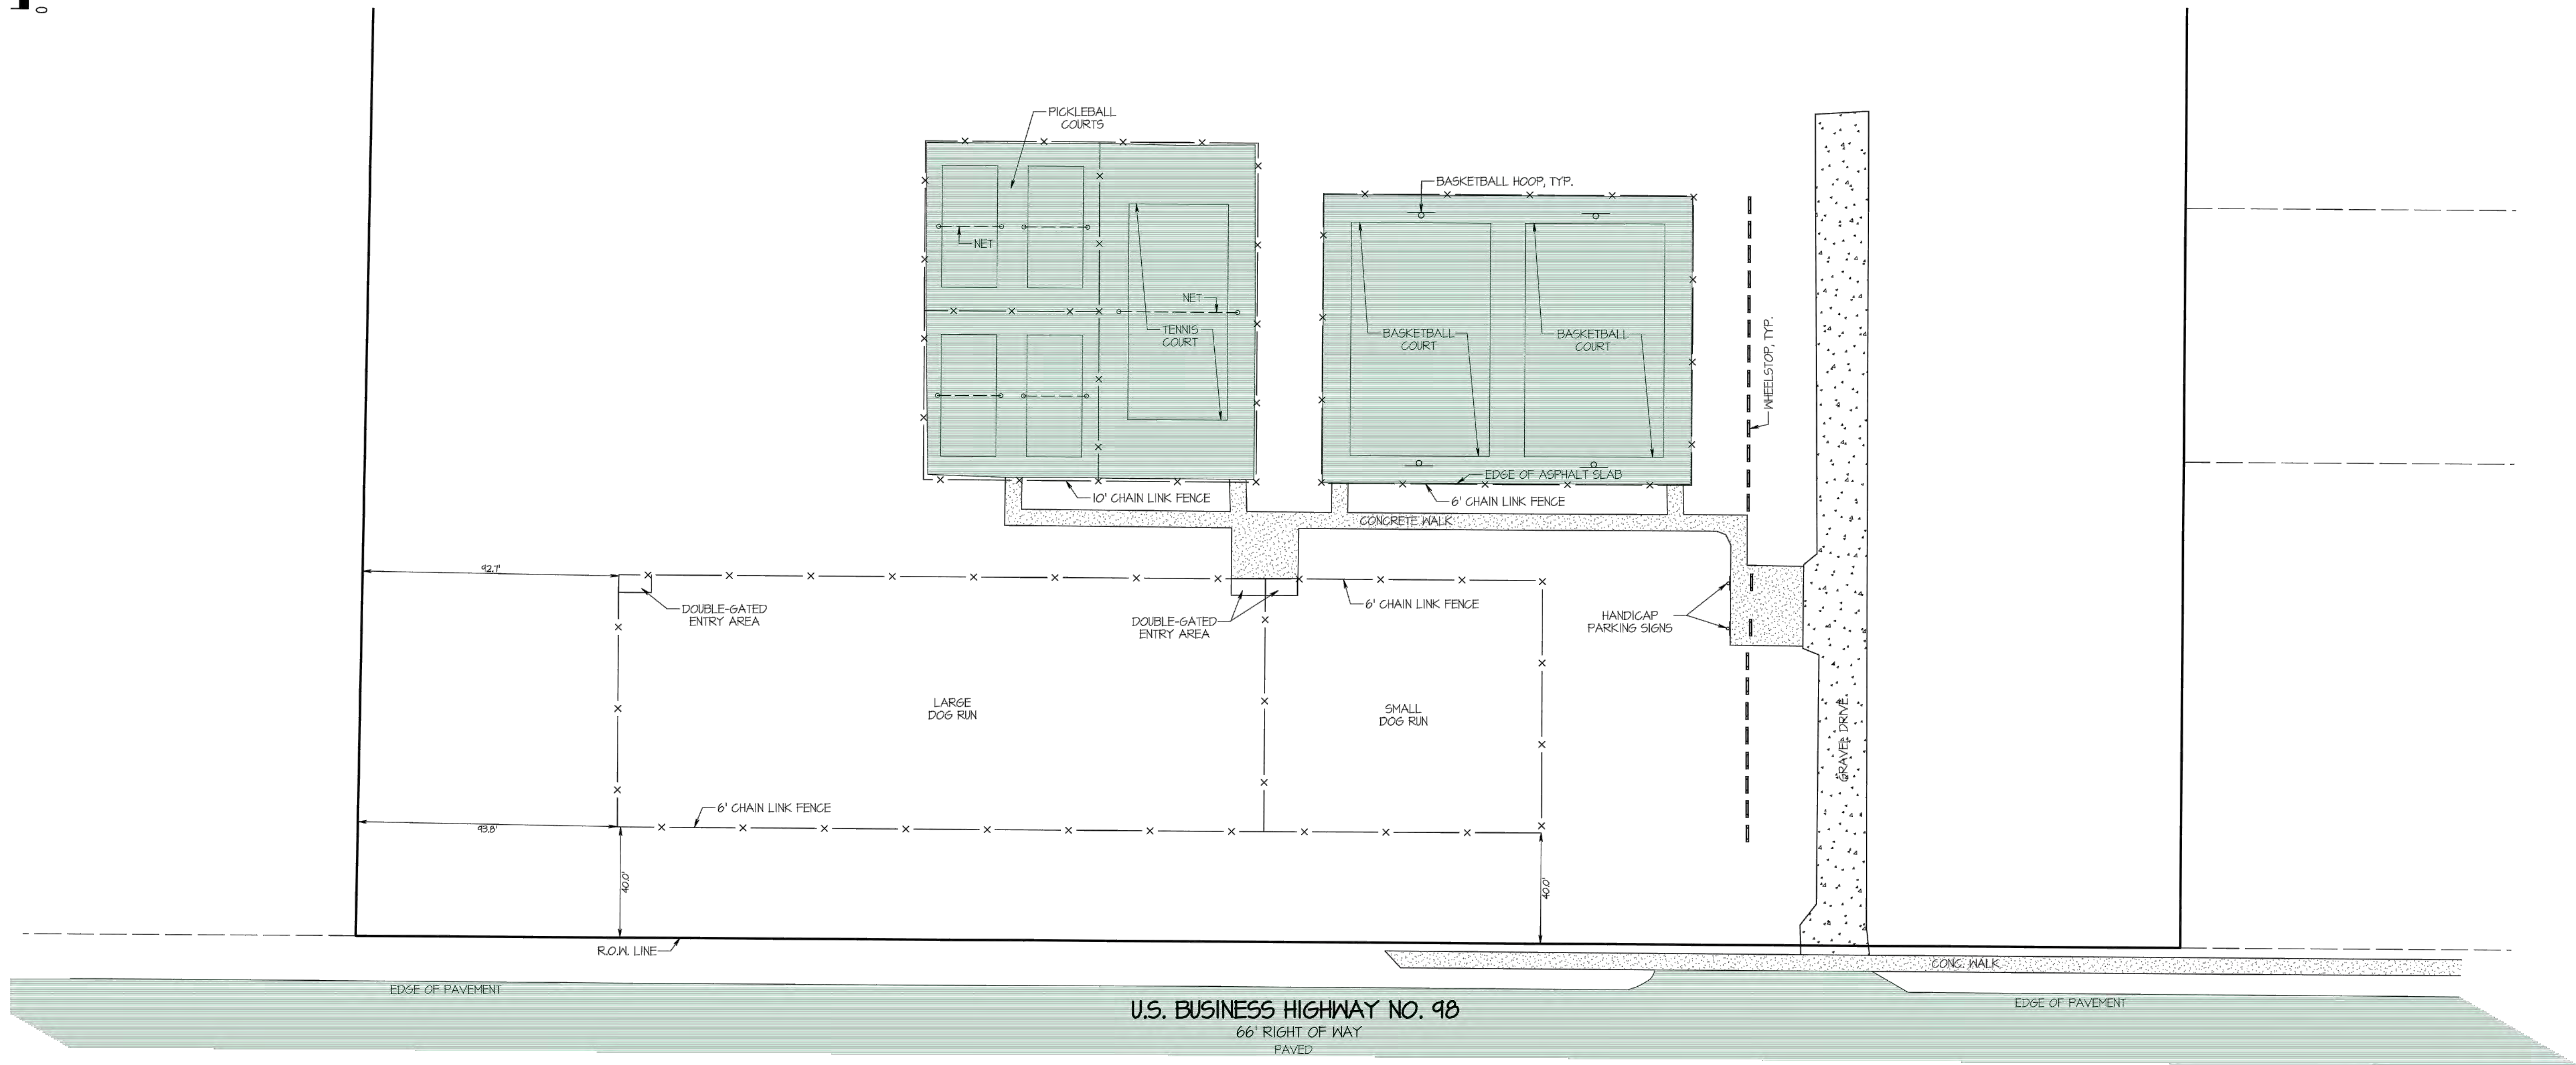 0
PICKLEBALL
COURTS
BASKETBALL HOOP, TYP.
NET
NET
TENNIS
COURT
BASKETBALL
COURT
BASKETBALL
COURT
WHEELSTOP, TYP.
EDGE OF ASPHALT SLAB
10' CHAIN LINK FENCE
6' CHAIN LINK FENCE
CONCRETE WALK
92.7'
DOUBLE-GATED
ENTRY AREA
DOUBLE-GATED
ENTRY AREA
6' CHAIN LINK FENCE
HANDICAP
PARKING SIGNS
LARGE
DOG RUN
SMALL
DOG RUN
GRAVEL DRIVE
6' CHAIN LINK FENCE
93.8'
40.0'
40.0'
R.O.W. LINE
CONC. WALK
EDGE OF PAVEMENT
EDGE OF PAVEMENT
U.S. BUSINESS HIGHWAY NO. 98
66' RIGHT OF WAY
PAVED